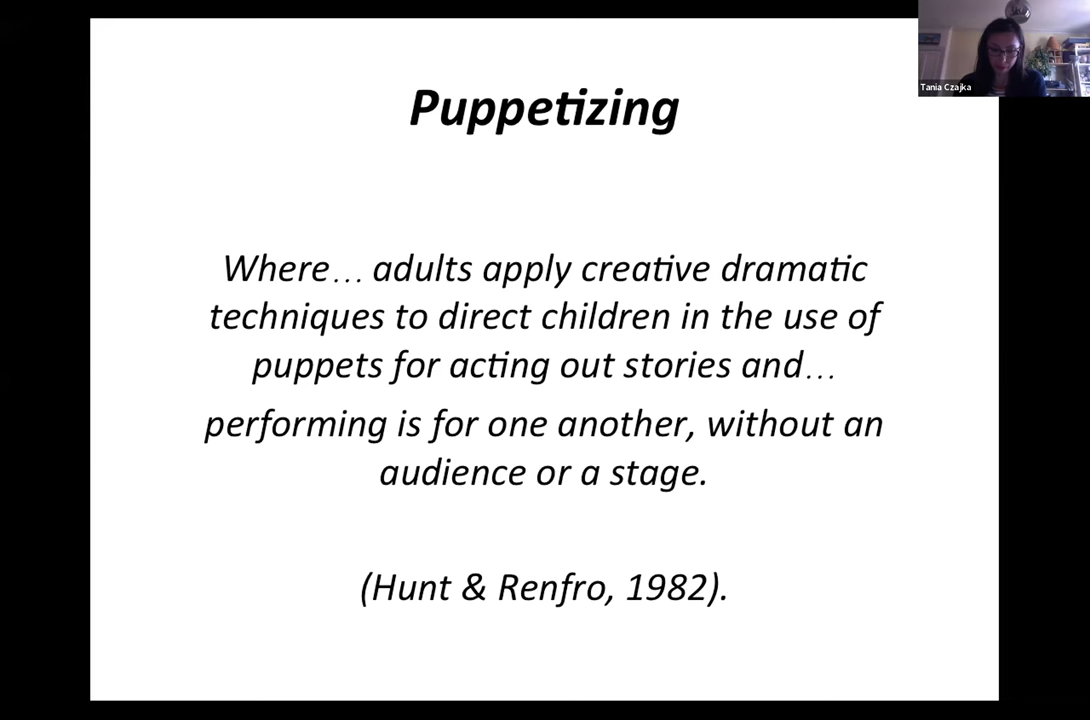 Puppetizing
Tania Czajka
Where… adults apply creative dramatic
techniques to direct children in the use of
puppets for acting out stories and…
performing is for one another, without an
audience or a stage.
(Hunt & Renfro, 1982).